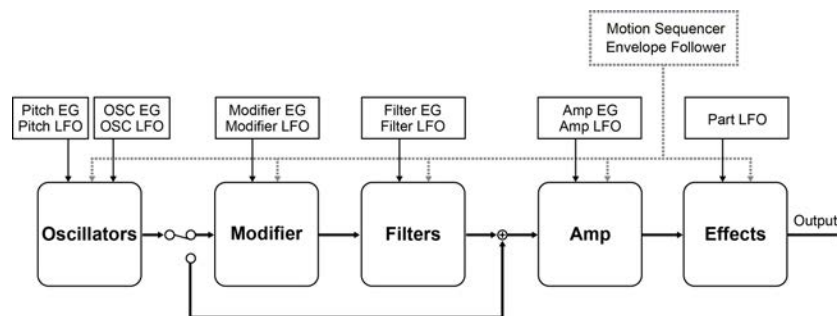 Motion Sequencer
Envelope Follower
Pitch EG
Pitch LFO
OSC EG
OSC LFO
Modifier EG
Modifier LFO
Filter EG
Filter LFO
Amp EG
Amp LFO
Part LFO
Oscillators
Modifier
Filters
Amp
Effects
Output